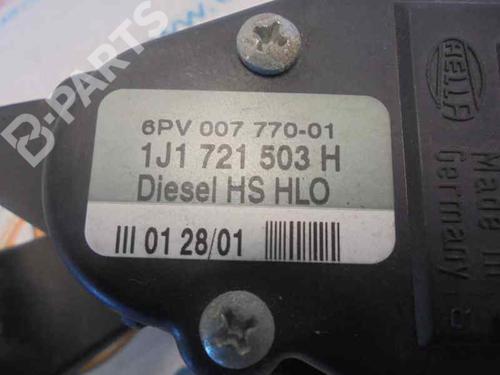 B-PARTS
HELLA
6PV 007 770-01
1J1 721 503 H
Diesel HS HLO
III 01 28/01
Made in
Germany